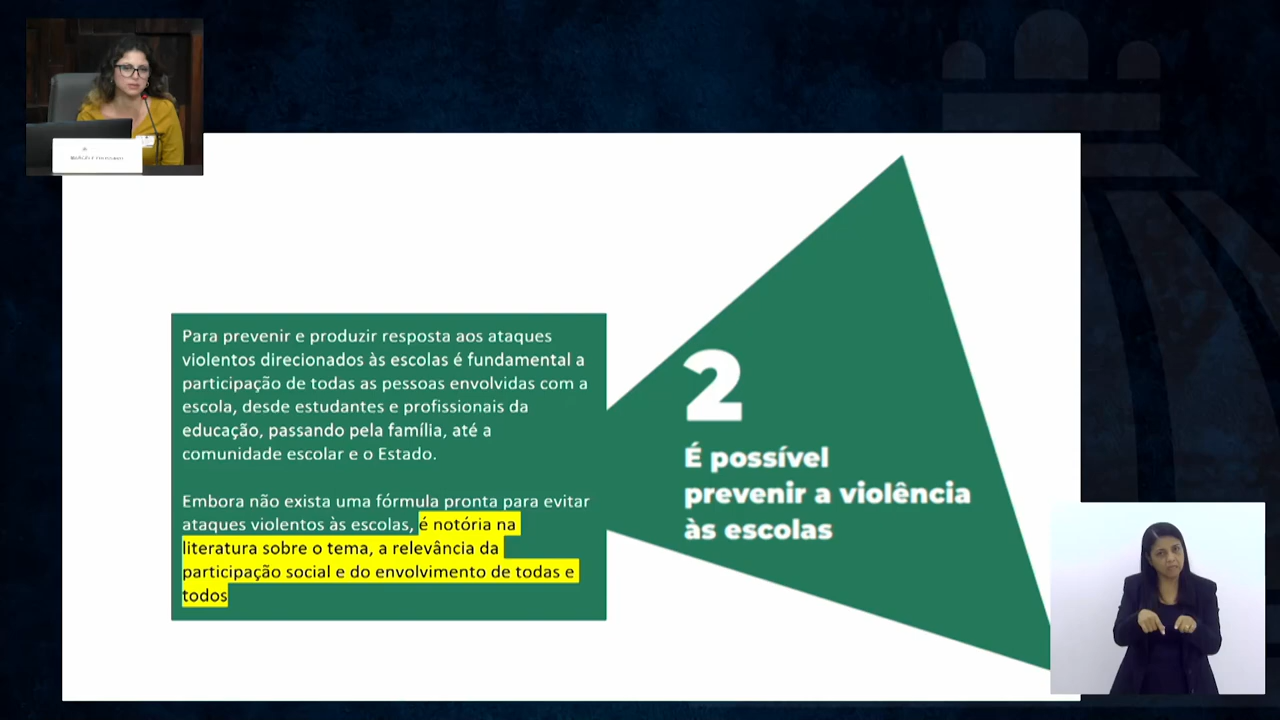 Para prevenir e produzir resposta aos ataques
violentos direcionados às escolas é fundamental a
participação de todas as pessoas envolvidas com a
escola, desde estudantes e profissionais da
educação, passando pela família, até a
comunidade escolar e o Estado.
Embora não exista uma fórmula pronta para evitar
ataques violentos às escolas, é notória na
literatura sobre o tema, a relevância da
participação social e do envolvimento de todas e
todos
2
É possível
prevenir a violência
às escolas